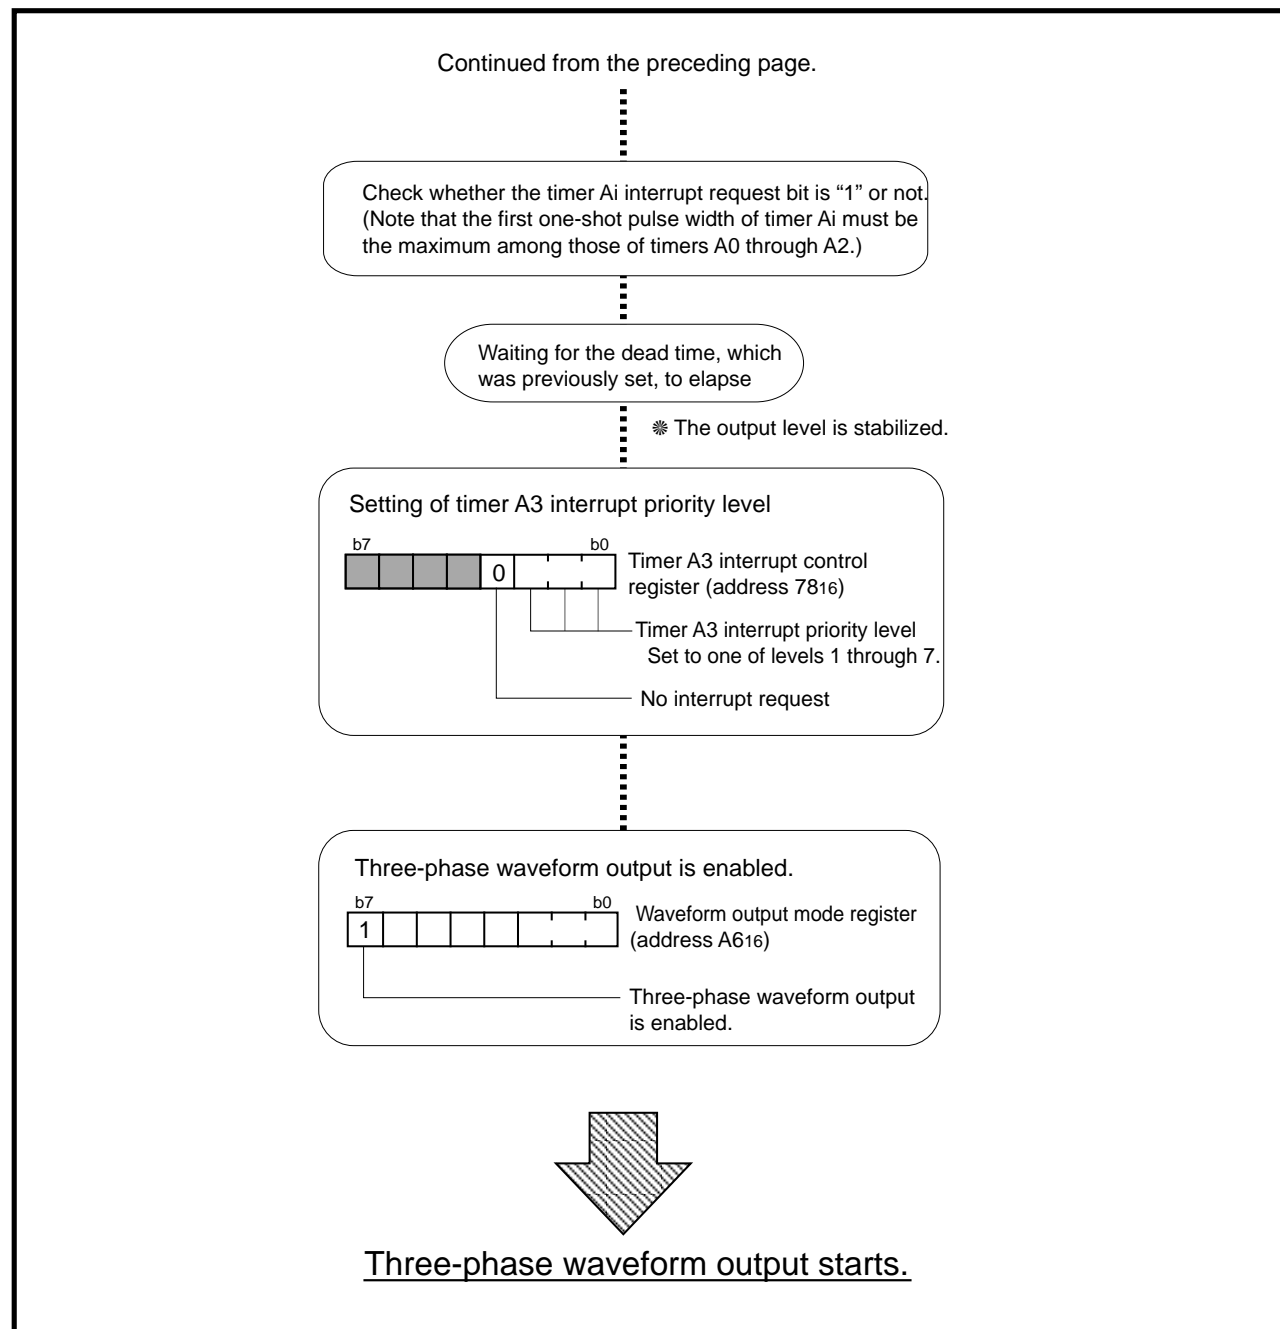 Continued from the preceding page.
Check whether the timer Ai interrupt request bit is “1” or not.
(Note that the first one-shot pulse width of timer Ai must be
the maximum among those of timers A0 through A2.)
Waiting for the dead time, which
was previously set, to elapse
❋ The output level is stabilized.
Setting of timer A3 interrupt priority level
b7 b0
0
Timer A3 interrupt control
register (address 7816)
Timer A3 interrupt priority level
Set to one of levels 1 through 7.
No interrupt request
Three-phase waveform output is enabled.
b7 b0
1
Waveform output mode register
(address A616)
Three-phase waveform output
is enabled.
Three-phase waveform output starts.